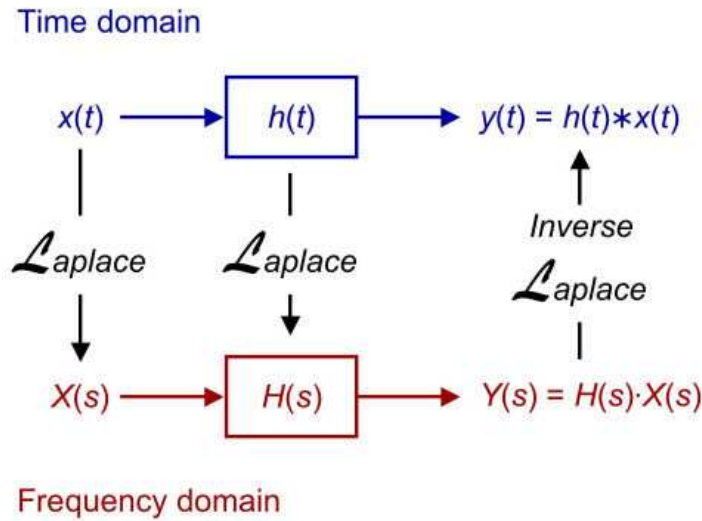 Time domain
x(t) h(t) y(t) = h(t)∗x(t)
Inverse
ℒaplace ℒaplace ℒaplace
X(s) H(s) Y(s) = H(s)·X(s)
Frequency domain